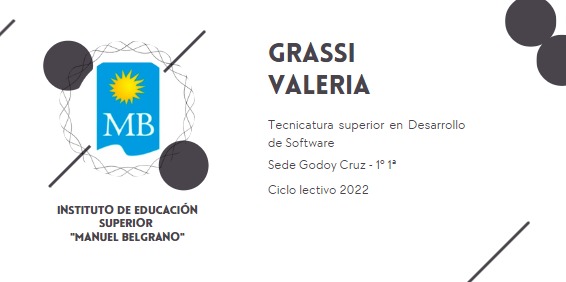 MB
INSTITUTO DE EDUCACIÓN
SUPERIOR
"MANUEL BELGRANO"
GRASSI
VALERIA
Tecnicatura superior en Desarrollo
de Software
Sede Godoy Cruz - 1º 1ª
Ciclo lectivo 2022